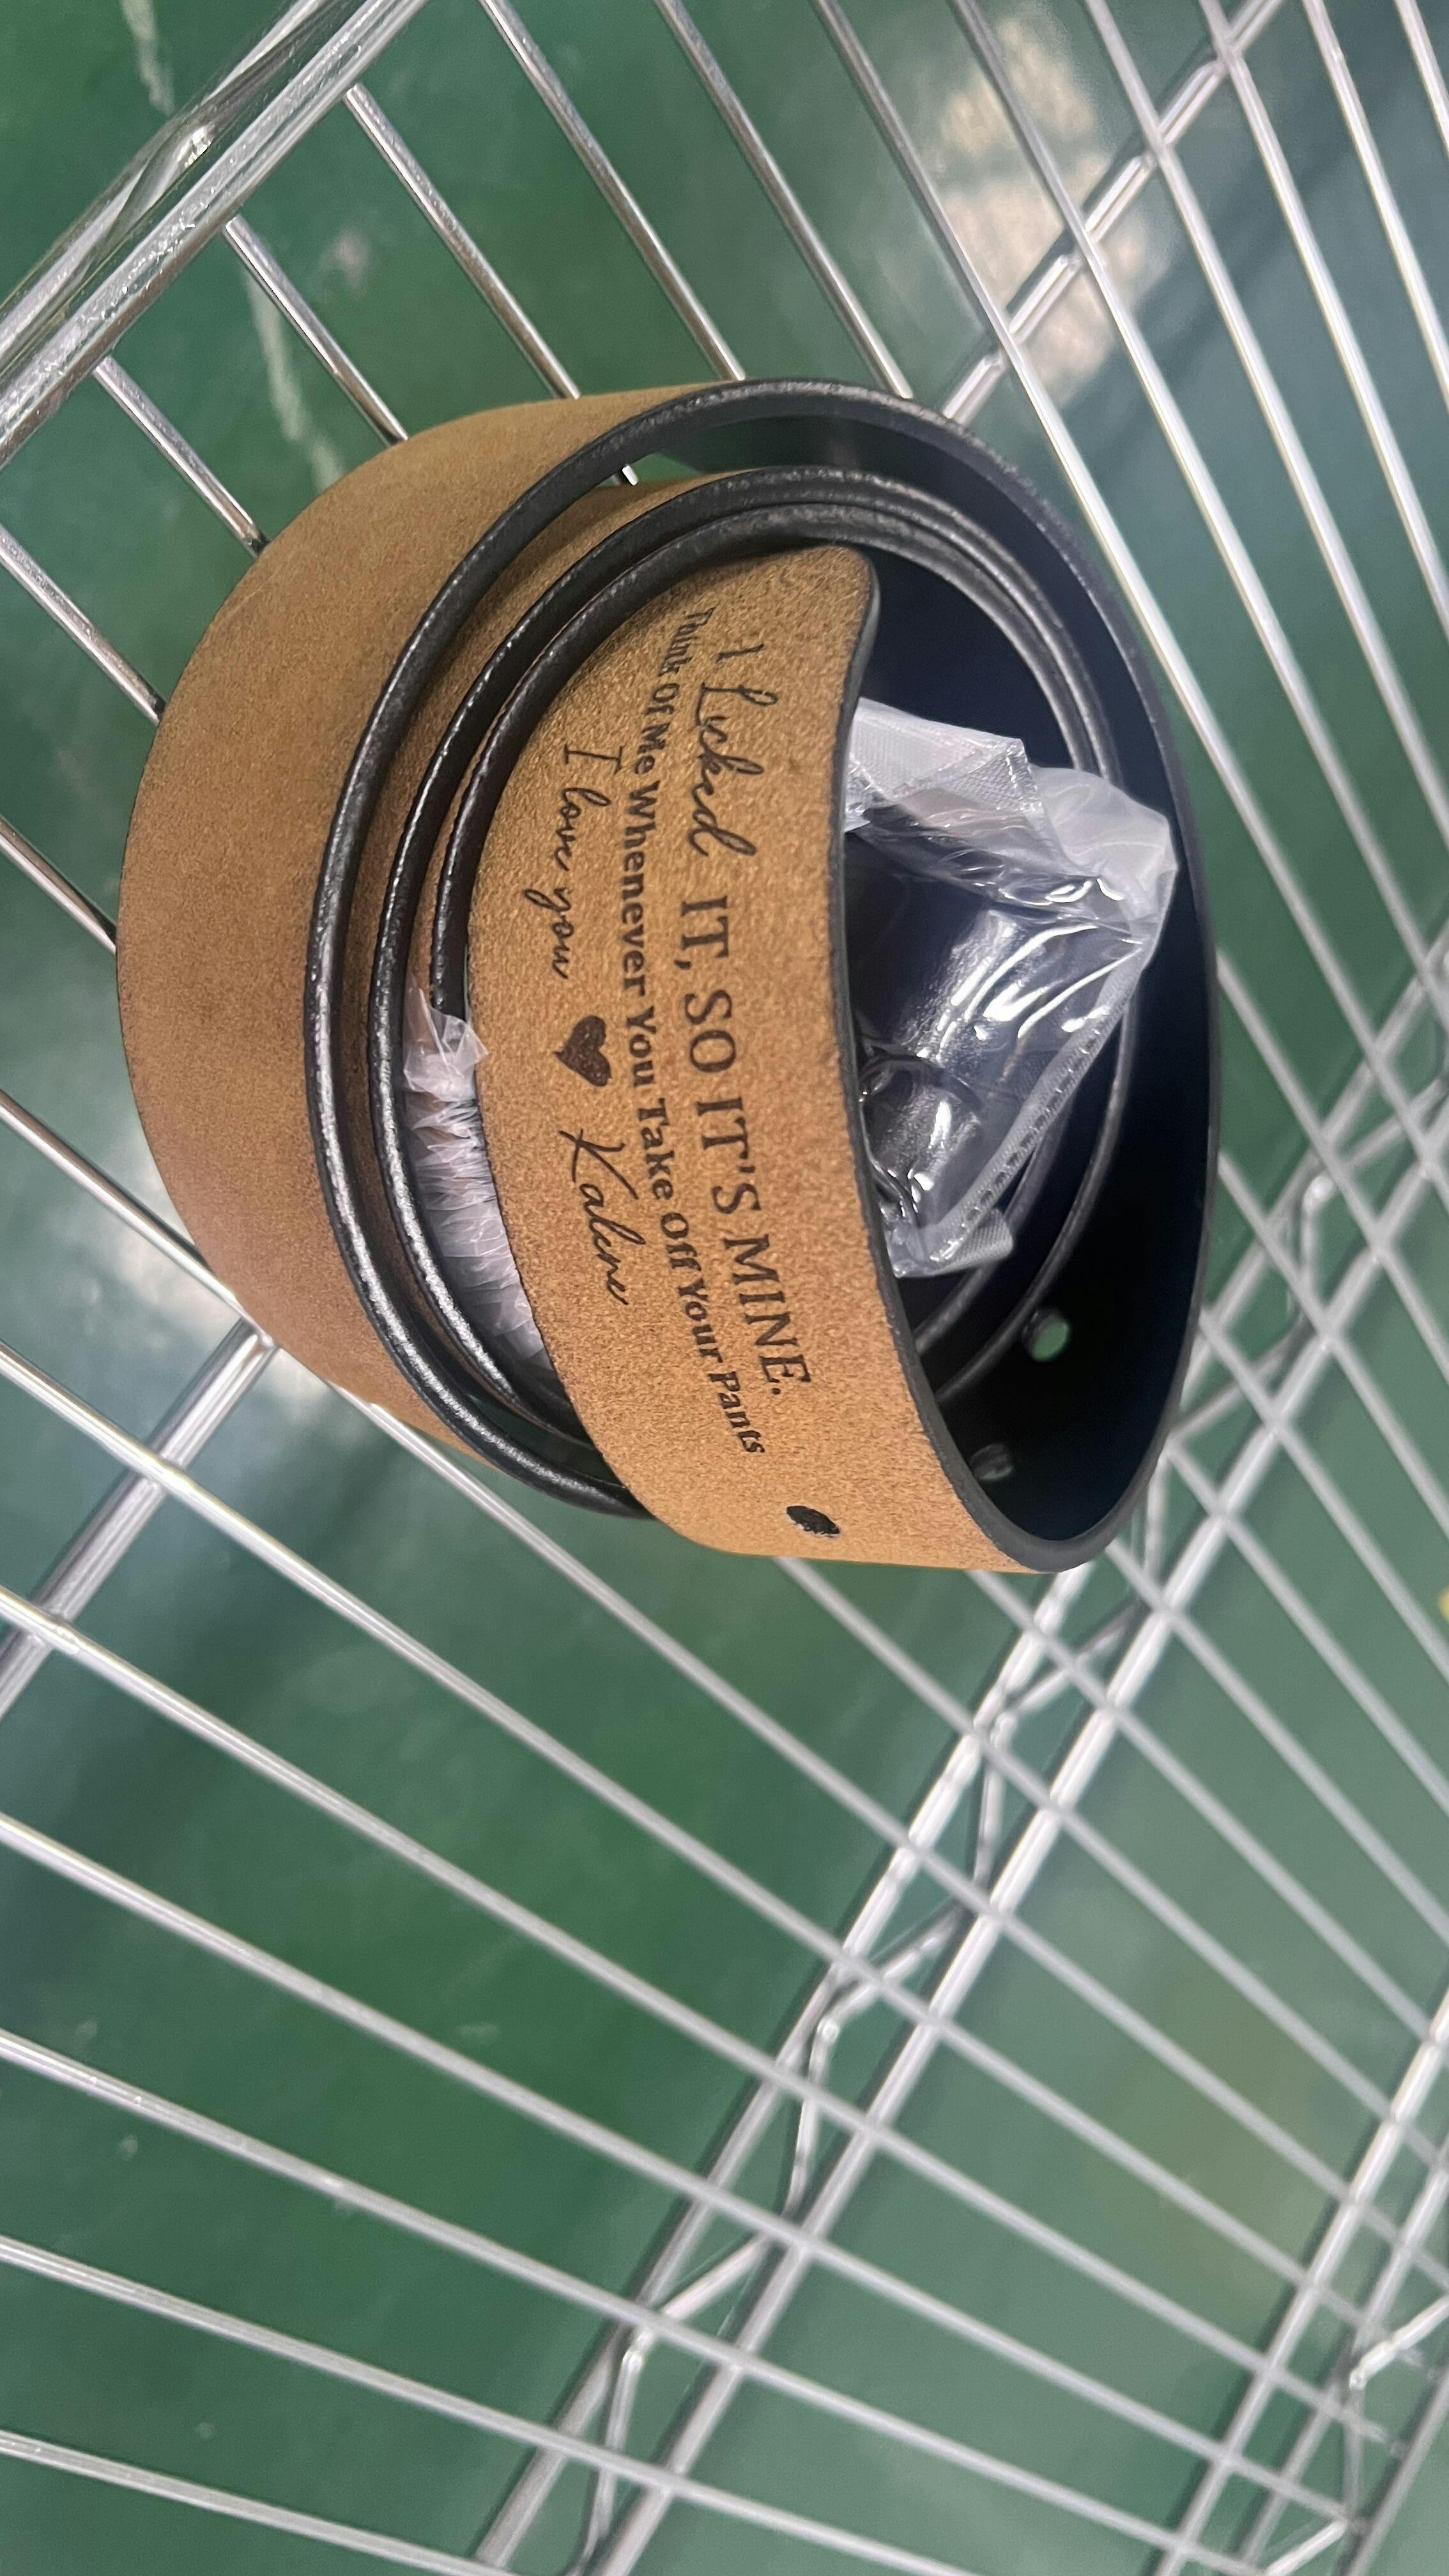 I Licked IT, SO IT'S MINE.
Think Of Me Whenever You Take Off Your Pants
I love you ♥ Kalene